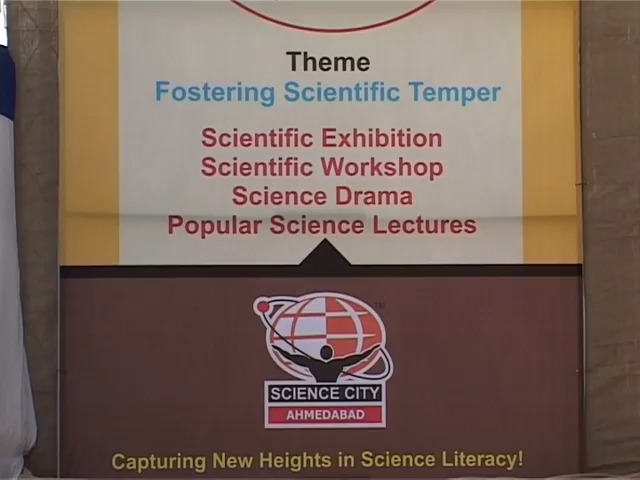 Theme
Fostering Scientific Temper
Scientific Exhibition
Scientific Workshop
Science Drama
Popular Science Lectures
TM
SCIENCE CITY
AHMEDABAD
Capturing New Heights in Science Literacy!